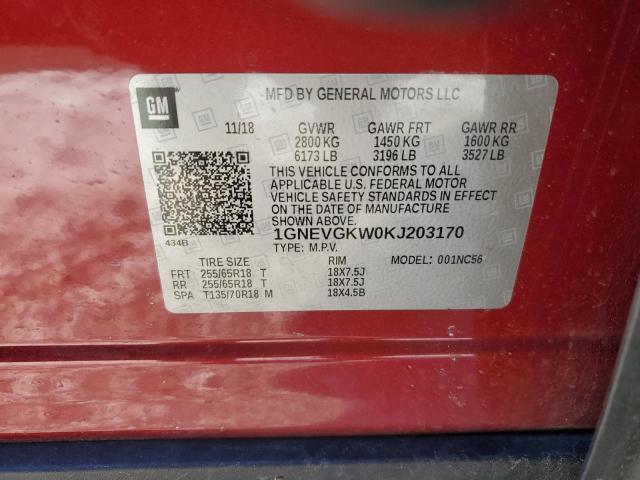 GM
MFD BY GENERAL MOTORS LLC
11/18 GVWR GAWR FRT GAWR RR
2800 KG 1450 KG 1600 KG
6173 LB 3196 LB 3527 LB
THIS VEHICLE CONFORMS TO ALL
APPLICABLE U.S. FEDERAL MOTOR
VEHICLE SAFETY STANDARDS IN EFFECT
ON THE DATE OF MANUFACTURE
SHOWN ABOVE.
434B
1GNEVGKW0KJ203170
TYPE: M.P.V.
TIRE SIZE RIM MODEL: 001NC56
FRT 255/65R18 T 18X7.5J
RR 255/65R18 T 18X7.5J
SPA T135/70R18 M 18X4.5B